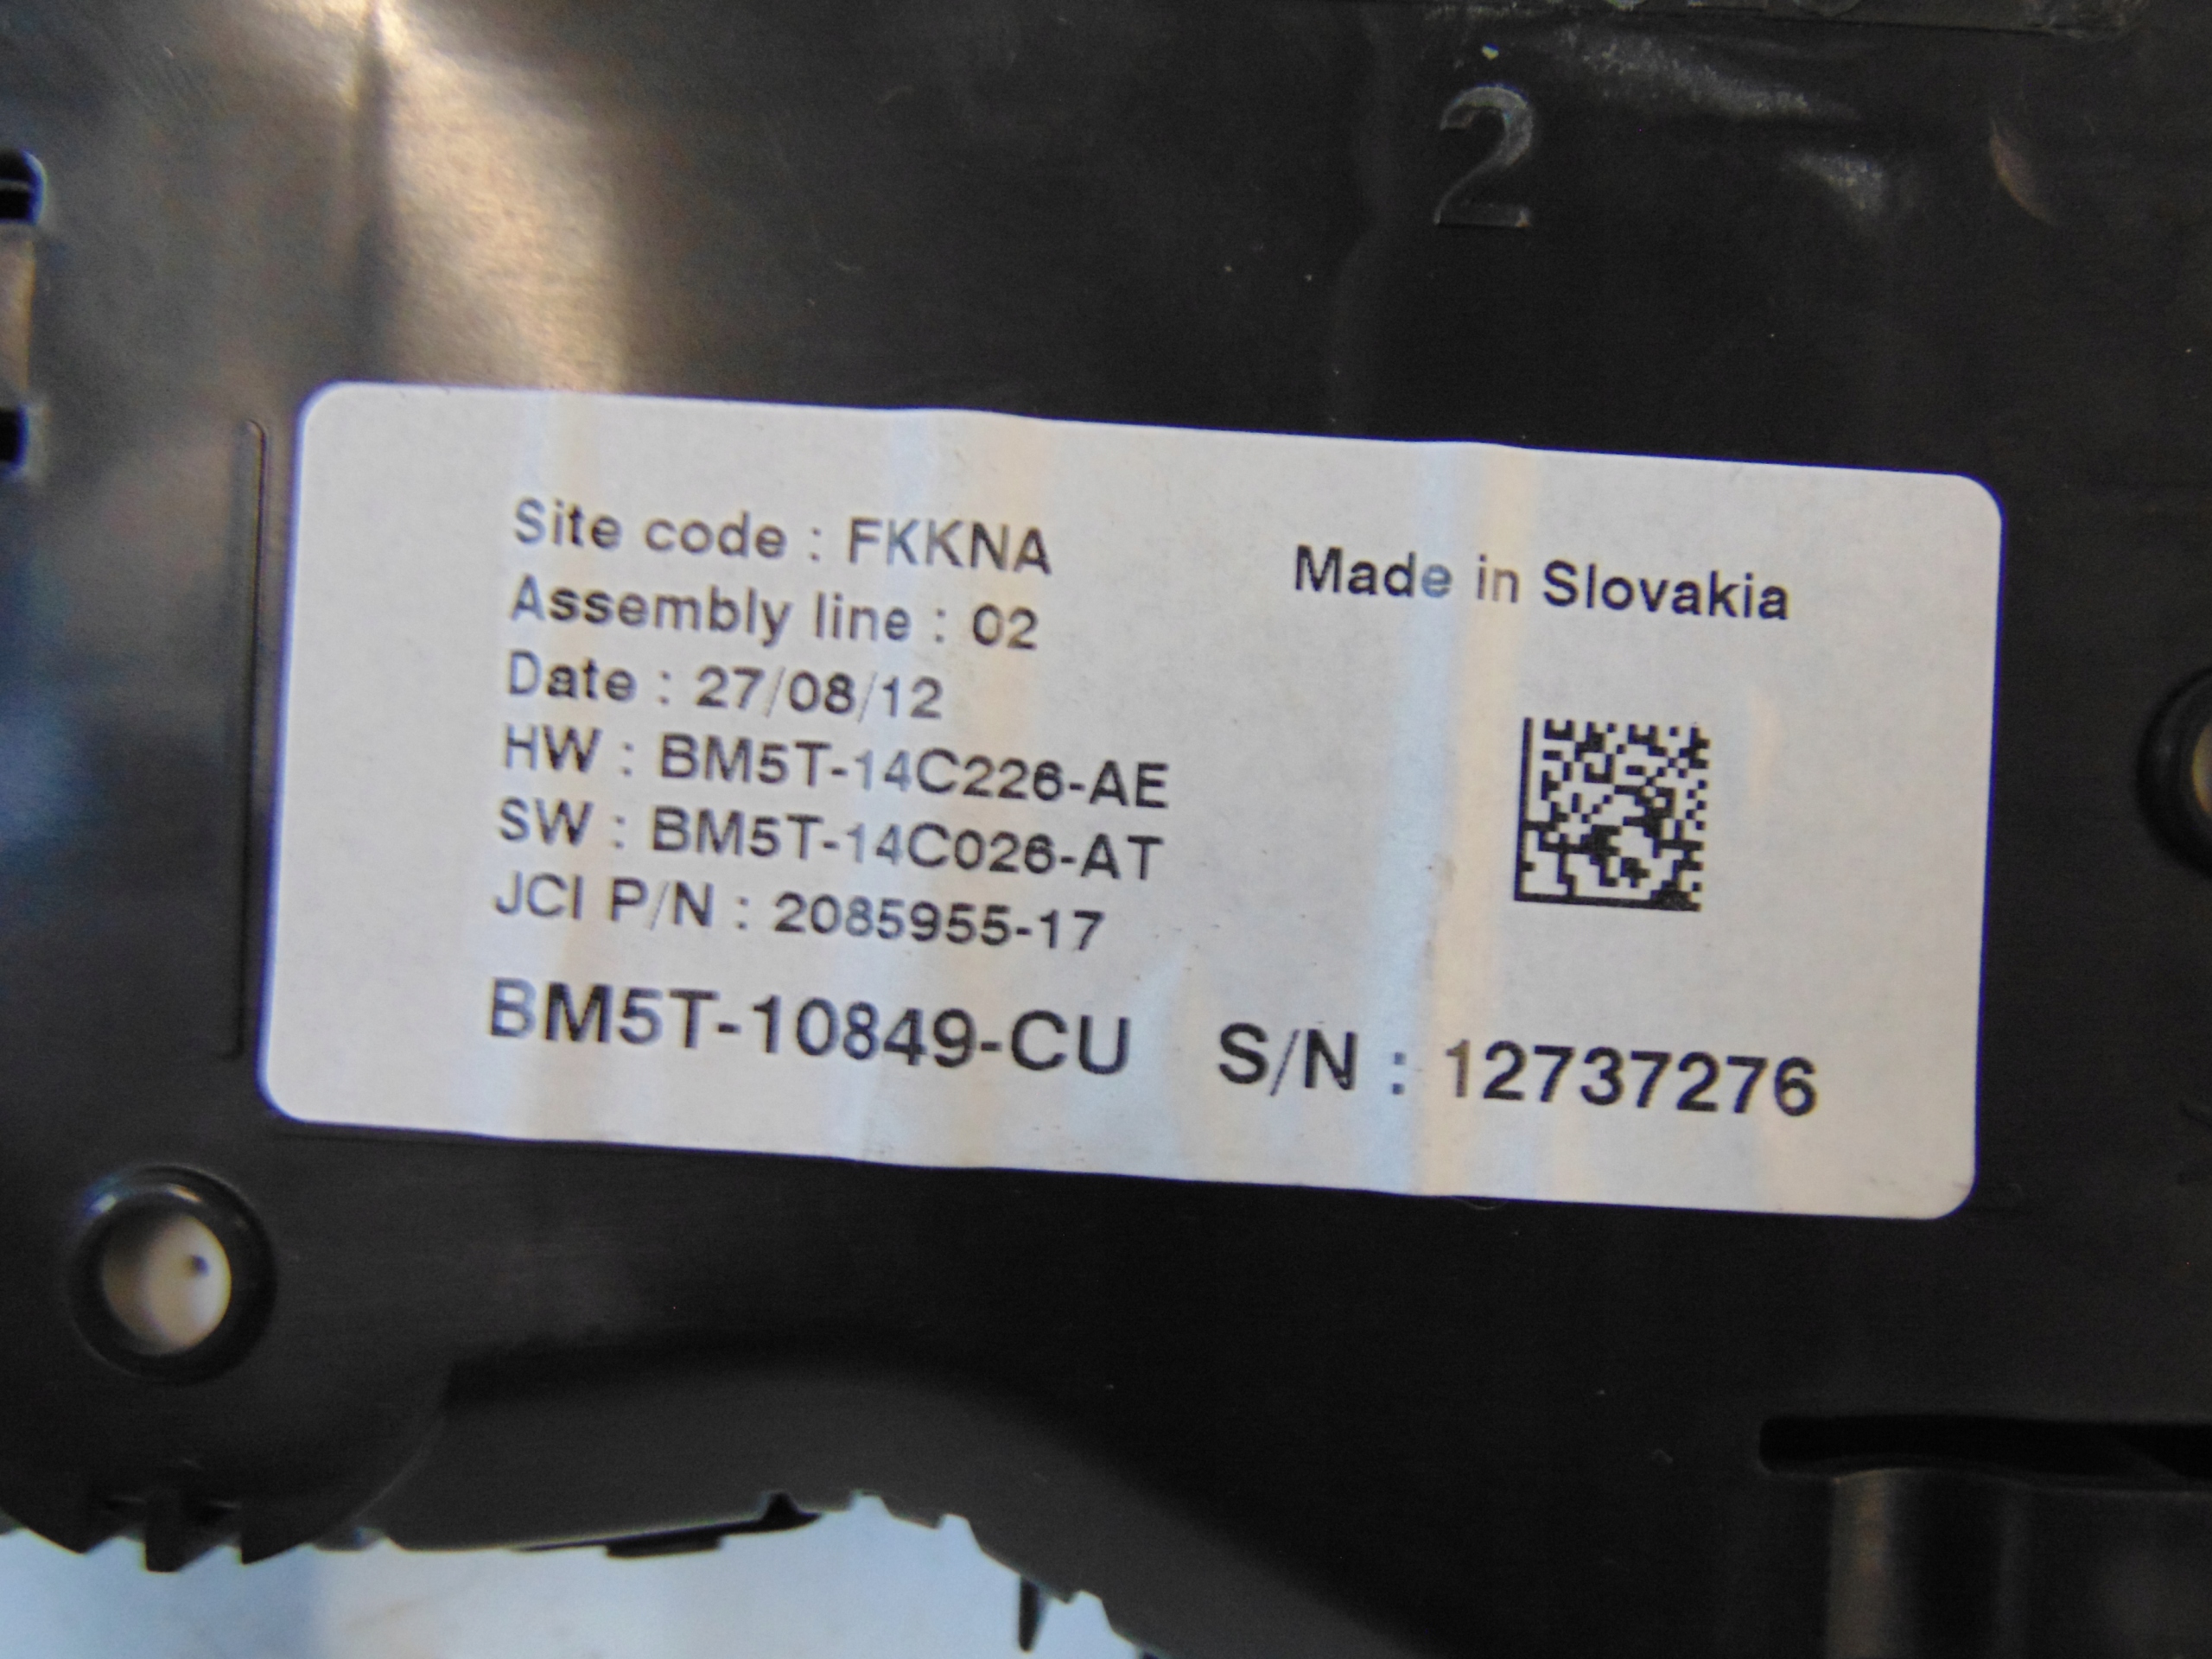 2
Site code : FKKNA
Made in Slovakia
Assembly line : 02
Date : 27/08/12
HW : BM5T-14C226-AE
SW : BM5T-14C026-AT
JCI P/N : 2085955-17
BM5T-10849-CU S/N : 12737276